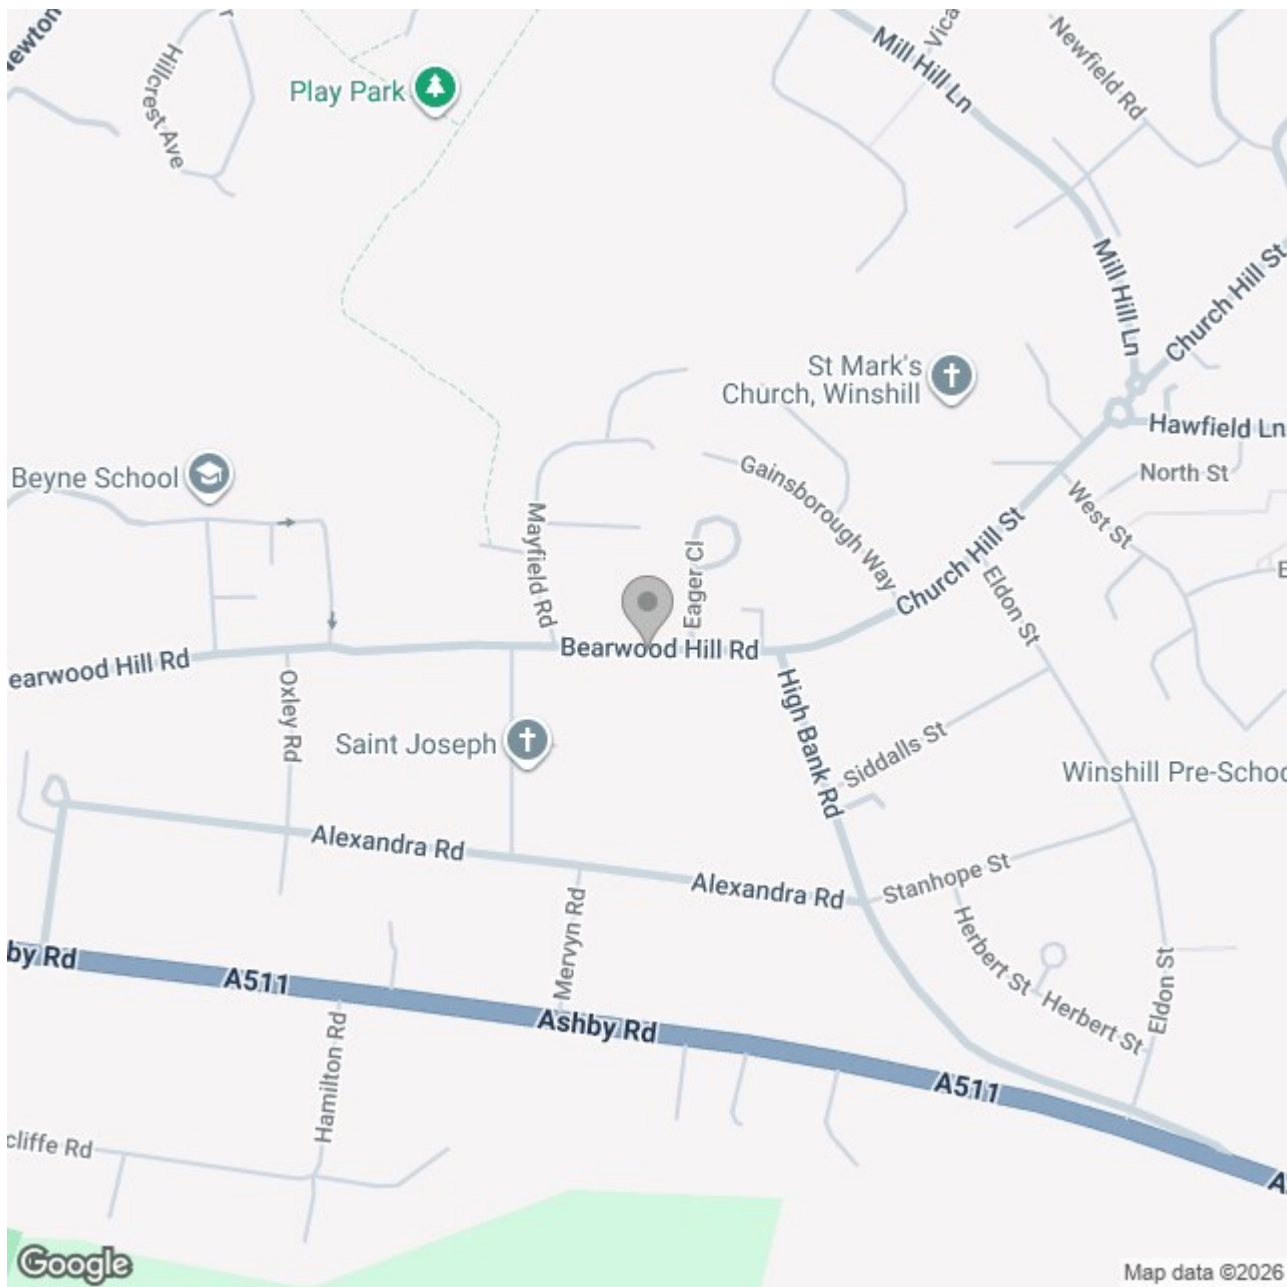 Newton
Hillcrest Ave
Play Park
Mill Hill Ln
Vica
Newfield Rd
Mill Hill Ln
Church Hill St
St Mark's
Church, Winshill
Hawfield Ln
North St
West St
Beyne School
Gainsborough Way
Mayfield Rd
Eager Cl
Church Hill St
Eldon St
E
Bearwood Hill Rd
earwood Hill Rd
Oxley Rd
High Bank Rd
Saint Joseph
Siddalls St
Winshill Pre-Schoo
Alexandra Rd
Alexandra Rd
Stanhope St
Mervyn Rd
Herbert St
Herbert St
Eldon St
by Rd
A511
Ashby Rd
A511
Hamilton Rd
cliffe Rd
A
Google
Map data ©2026